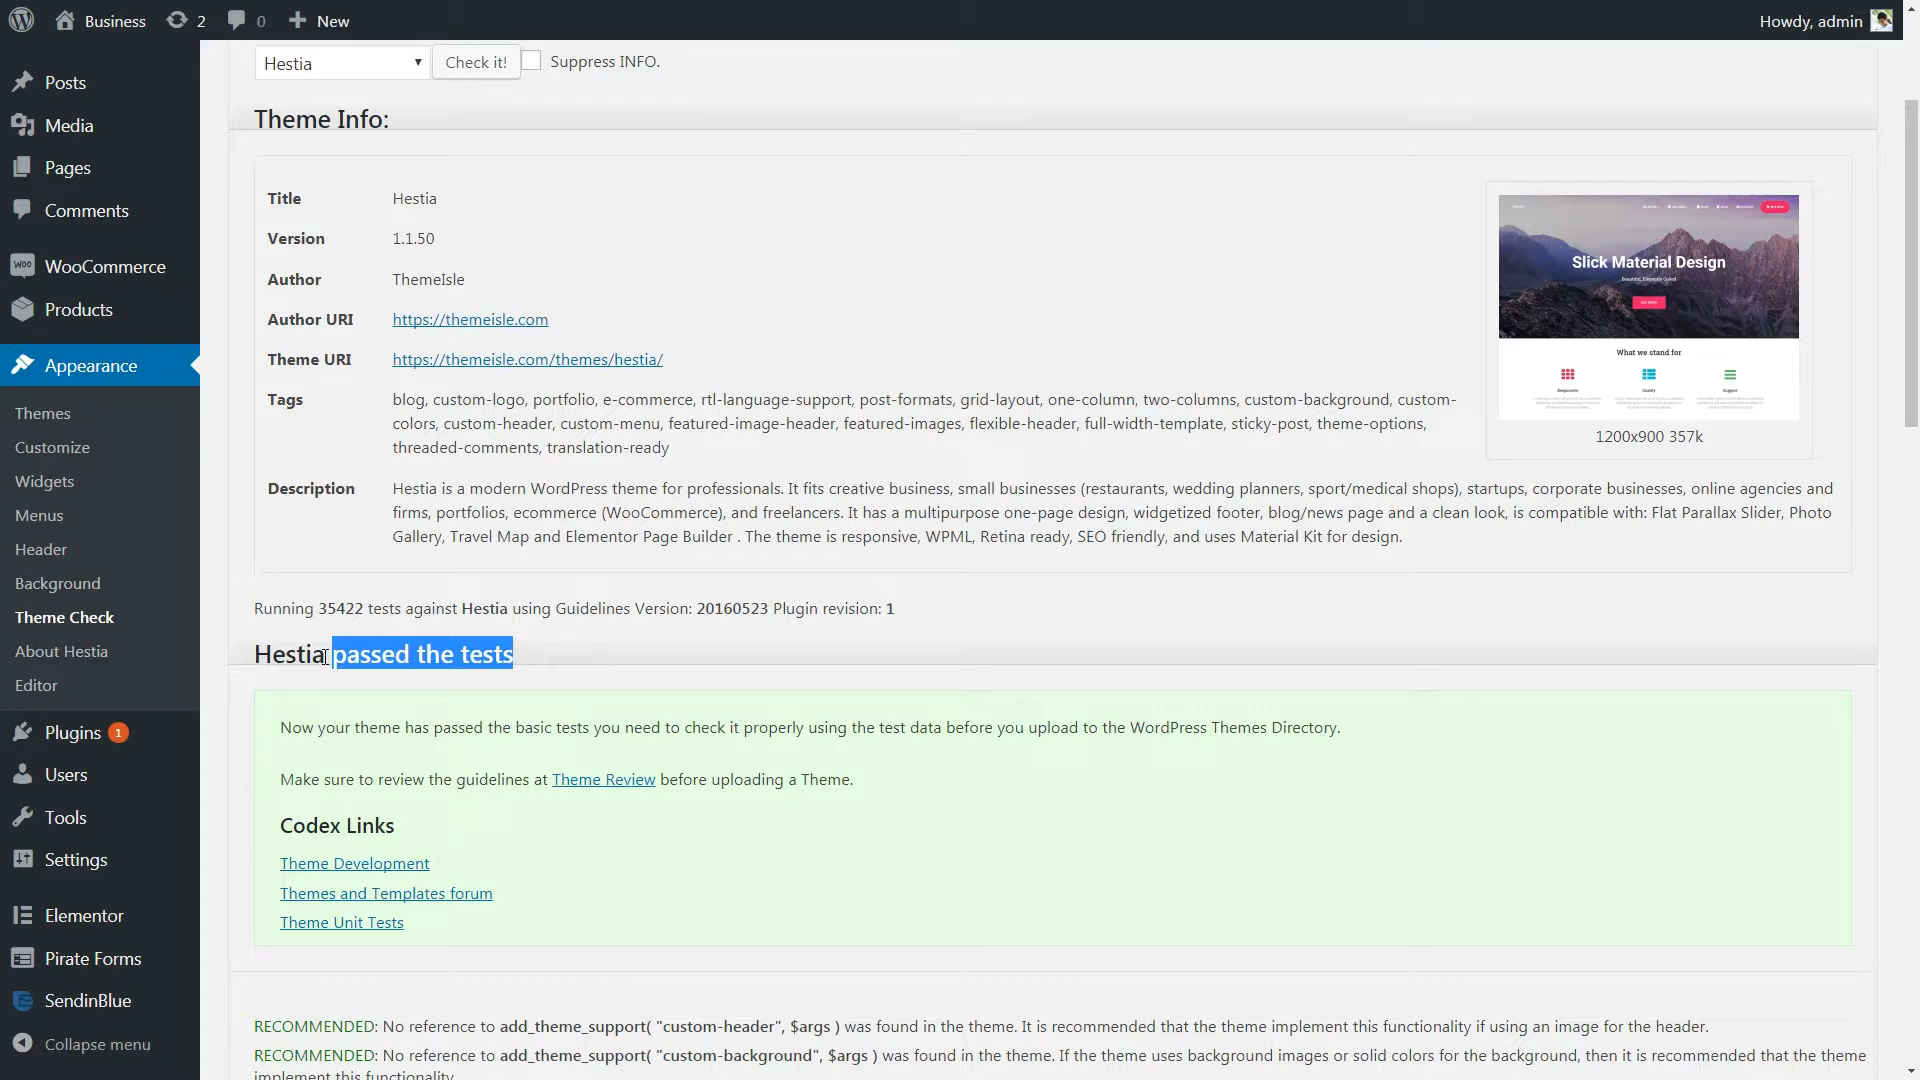 Business
2
0
New
Howdy, admin
Posts
Media
Pages
Comments
WooCommerce
Products
Appearance
Themes
Customize
Widgets
Menus
Header
Background
Theme Check
About Hestia
Editor
Plugins 1
Users
Tools
Settings
Elementor
Pirate Forms
SendinBlue
Collapse menu
Hestia
Check it!
Suppress INFO.
Theme Info:
Title Hestia
Version 1.1.50
Author ThemeIsle
Author URI https://themeisle.com
Theme URI https://themeisle.com/themes/hestia/
Tags blog, custom-logo, portfolio, e-commerce, rtl-language-support, post-formats, grid-layout, one-column, two-columns, custom-background, custom-
colors, custom-header, custom-menu, featured-image-header, featured-images, flexible-header, full-width-template, sticky-post, theme-options,
threaded-comments, translation-ready
Slick Material Design
What we stand for
Responsive
Quality
Support
1200x900 357k
Description Hestia is a modern WordPress theme for professionals. It fits creative business, small businesses (restaurants, wedding planners, sport/medical shops), startups, corporate businesses, online agencies and
firms, portfolios, ecommerce (WooCommerce), and freelancers. It has a multipurpose one-page design, widgetized footer, blog/news page and a clean look, is compatible with: Flat Parallax Slider, Photo
Gallery, Travel Map and Elementor Page Builder . The theme is responsive, WPML, Retina ready, SEO friendly, and uses Material Kit for design.
Running 35422 tests against Hestia using Guidelines Version: 20160523 Plugin revision: 1
Hestia passed the tests
Now your theme has passed the basic tests you need to check it properly using the test data before you upload to the WordPress Themes Directory.
Make sure to review the guidelines at Theme Review before uploading a Theme.
Codex Links
Theme Development
Themes and Templates forum
Theme Unit Tests
RECOMMENDED: No reference to add_theme_support( "custom-header", $args ) was found in the theme. It is recommended that the theme implement this functionality if using an image for the header.
RECOMMENDED: No reference to add_theme_support( "custom-background", $args ) was found in the theme. If the theme uses background images or solid colors for the background, then it is recommended that the theme
implement this functionality.